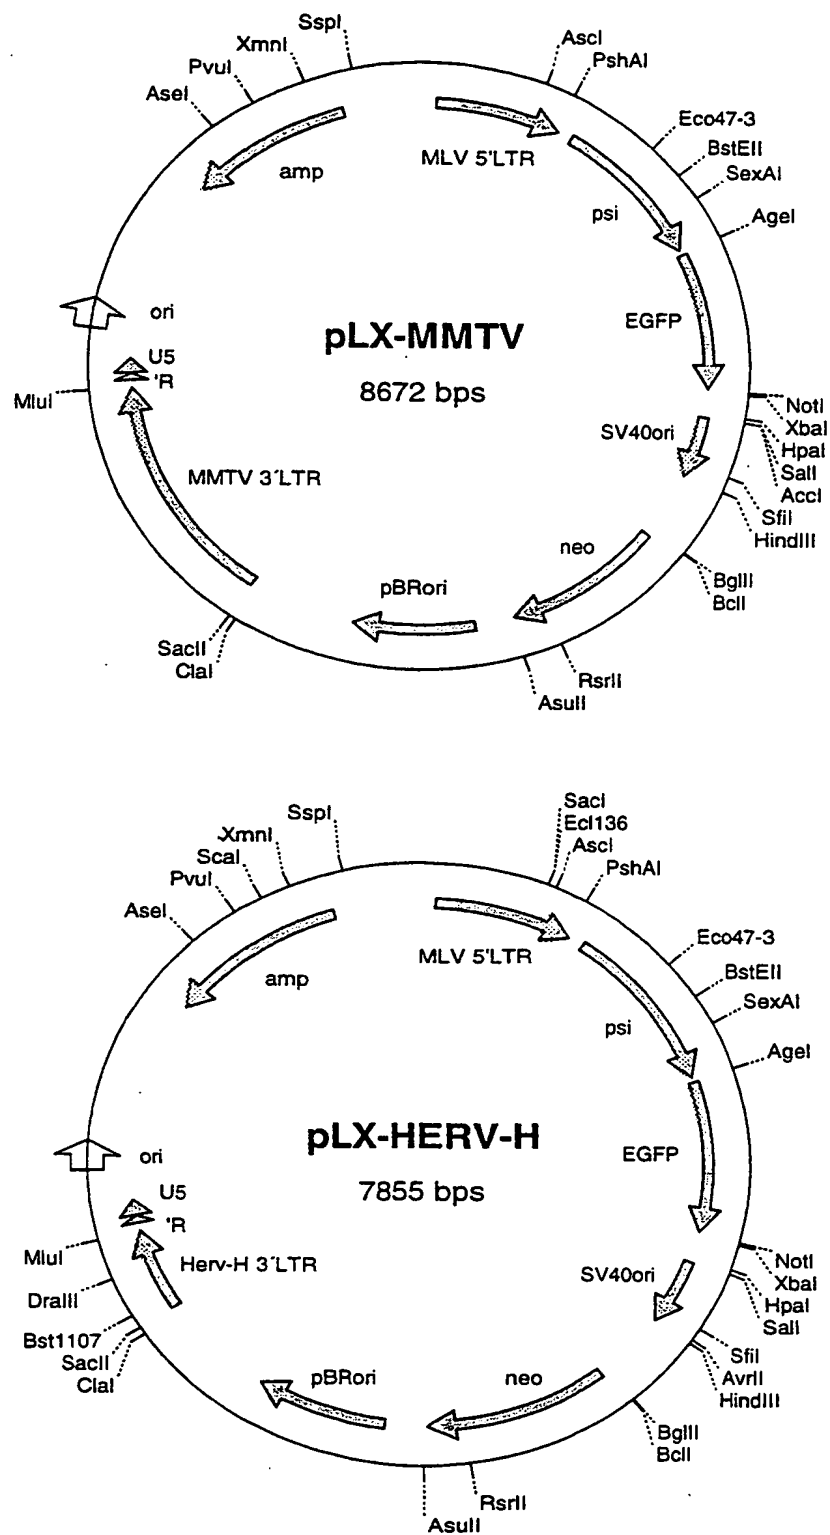 SspI
XmnI
PvuI
AseI
AscI
PshAI
Eco47-3
BstEII
SexAI
AgeI
amp
MLV 5'LTR
psi
EGFP
ori
pLX-MMTV
8672 bps
U5
'R
MluI
NotI
XbaI
HpaI
SalI
AccI
SV40ori
MMTV 3´LTR
SfiI
HindIII
neo
pBRori
BglII
BclI
SacII
ClaI
RsrII
AsuII
SspI
XmnI
ScaI
PvuI
AseI
SacI
Ecl136
AscI
PshAI
Eco47-3
BstEII
SexAI
AgeI
amp
MLV 5'LTR
psi
EGFP
ori
pLX-HERV-H
7855 bps
U5
'R
Herv-H 3´LTR
MluI
DraIII
Bst1107
SacII
ClaI
SV40ori
NotI
XbaI
HpaI
SalI
SfiI
AvrII
HindIII
pBRori
neo
BglII
BclI
RsrII
AsuII